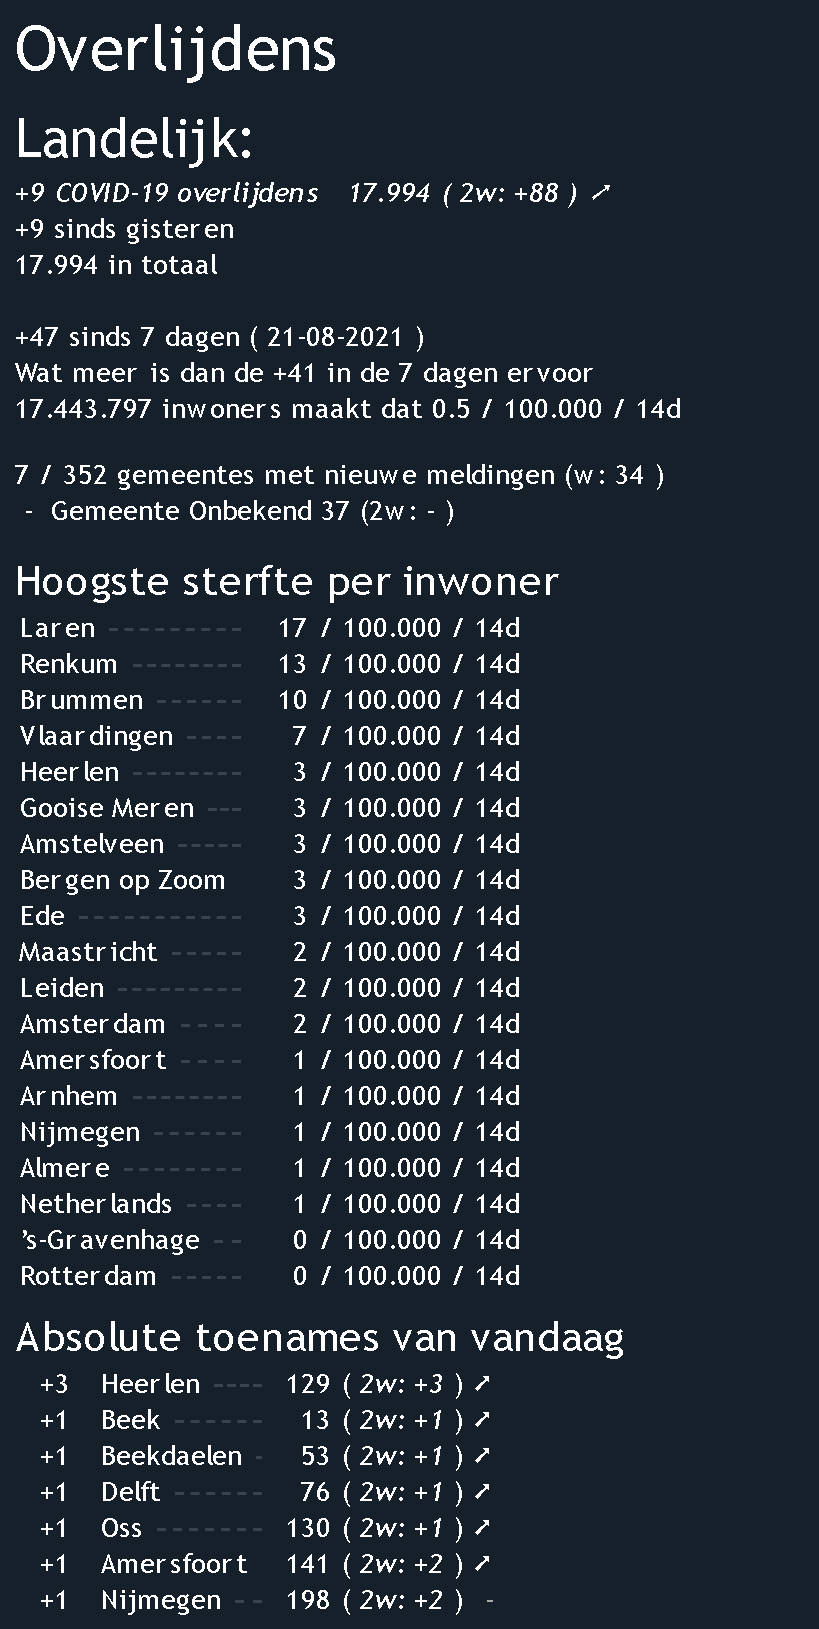 Overlijdens
Landelijk:
+9 COVID-19 overlijdens 17.994 ( 2w: +88 ) ➚
+9 sinds gisteren
17.994 in totaal
+47 sinds 7 dagen ( 21-08-2021 )
Wat meer is dan de +41 in de 7 dagen ervoor
17.443.797 inwoners maakt dat 0.5 / 100.000 / 14d
7 / 352 gemeentes met nieuwe meldingen (w: 34 )
- Gemeente Onbekend 37 (2w: - )
Hoogste sterfte per inwoner
Laren --------- 17 / 100.000 / 14d
Renkum -------- 13 / 100.000 / 14d
Brummen ------ 10 / 100.000 / 14d
Vlaardingen ---- 7 / 100.000 / 14d
Heerlen -------- 3 / 100.000 / 14d
Gooise Meren --- 3 / 100.000 / 14d
Amstelveen ----- 3 / 100.000 / 14d
Bergen op Zoom 3 / 100.000 / 14d
Ede ----------- 3 / 100.000 / 14d
Maastricht ----- 2 / 100.000 / 14d
Leiden --------- 2 / 100.000 / 14d
Amsterdam ---- 2 / 100.000 / 14d
Amersfoort ---- 1 / 100.000 / 14d
Arnhem -------- 1 / 100.000 / 14d
Nijmegen ------ 1 / 100.000 / 14d
Almere -------- 1 / 100.000 / 14d
Netherlands ---- 1 / 100.000 / 14d
’s-Gravenhage -- 0 / 100.000 / 14d
Rotterdam ----- 0 / 100.000 / 14d
Absolute toenames van vandaag
+3 Heerlen ---- 129 ( 2w: +3 ) ➚
+1 Beek ------ 13 ( 2w: +1 ) ➚
+1 Beekdaelen - 53 ( 2w: +1 ) ➚
+1 Delft ------ 76 ( 2w: +1 ) ➚
+1 Oss ------- 130 ( 2w: +1 ) ➚
+1 Amersfoort 141 ( 2w: +2 ) ➚
+1 Nijmegen -- 198 ( 2w: +2 ) -